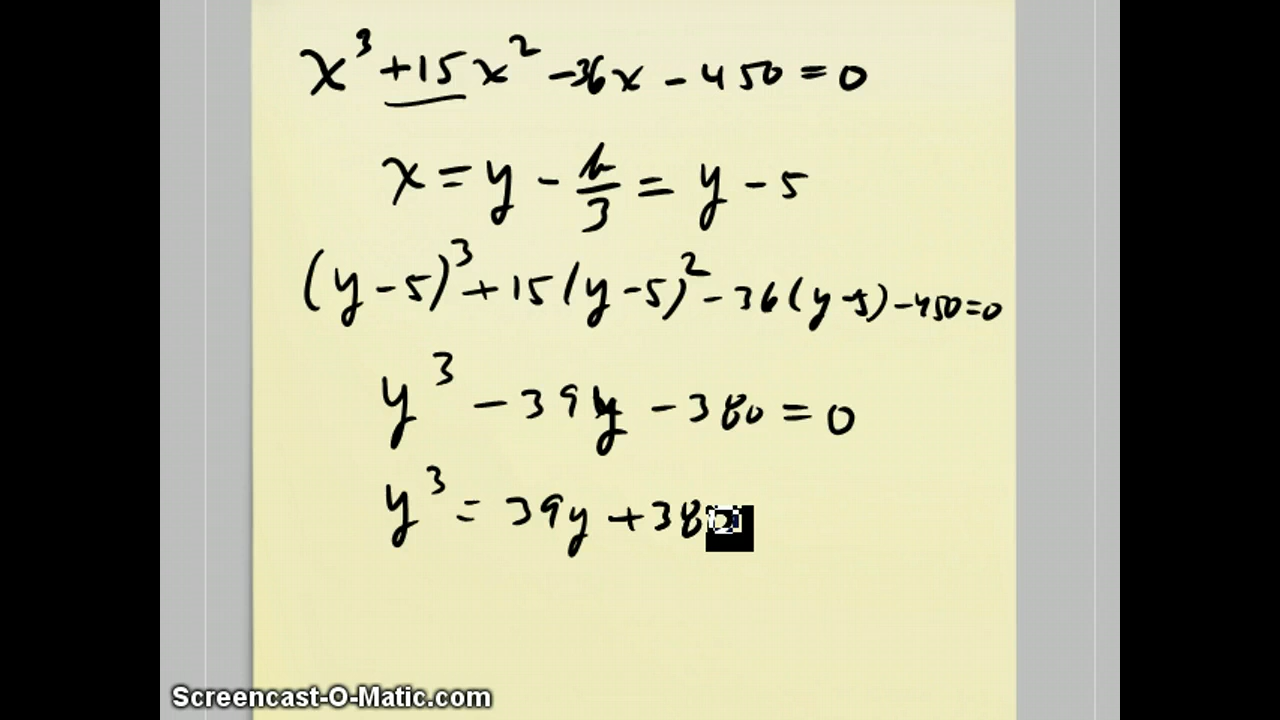 x³ + 15x² - 36x - 450 = 0
x = y - b/3 = y - 5
(y - 5)³ + 15(y - 5)² - 36(y - 5) - 450 = 0
y³ - 39y - 380 = 0
y³ = 39y + 38
Screencast-O-Matic.com